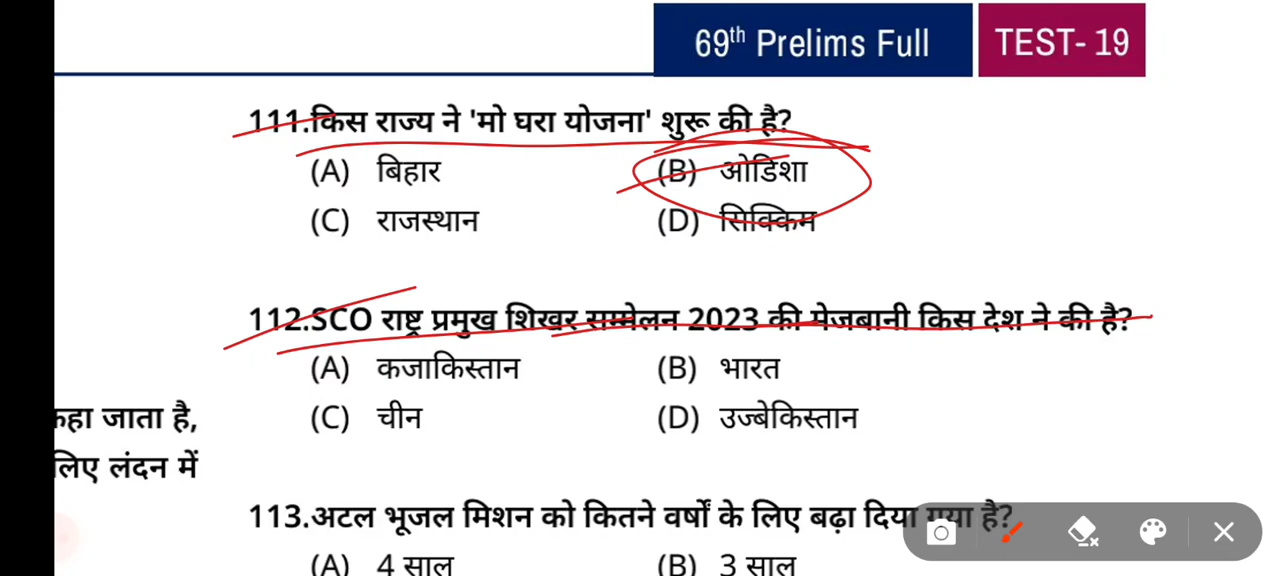 69th Prelims Full TEST- 19
111.किस राज्य ने 'मो घरा योजना' शुरू की है?
(A) बिहार (B) ओडिशा
(C) राजस्थान (D) सिक्किम
112.SCO राष्ट्र प्रमुख शिखर सम्मेलन 2023 की मेजबानी किस देश ने की है?
(A) कजाकिस्तान (B) भारत
(C) चीन (D) उज्बेकिस्तान
कहा जाता है,
लिए लंदन में
113.अटल भूजल मिशन को कितने वर्षों के लिए बढ़ा दिया गया है?
(A) 4 साल (B) 3 साल